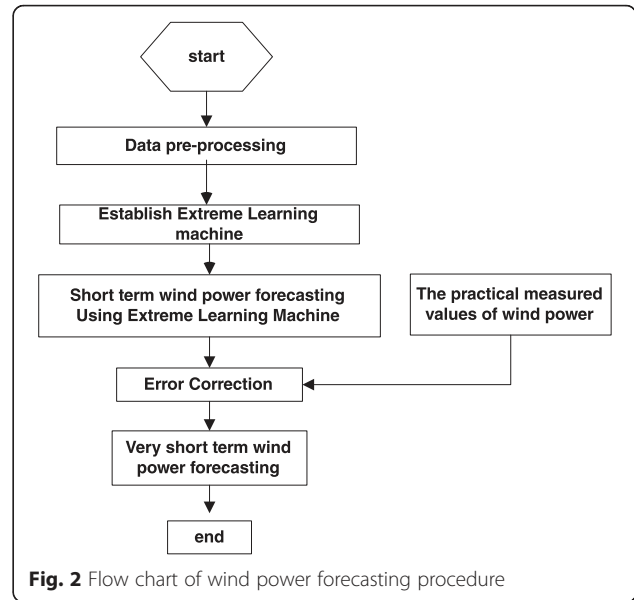 start
Data pre-processing
Establish Extreme Learning
machine
Short term wind power forecasting
Using Extreme Learning Machine
The practical measured
values of wind power
Error Correction
Very short term wind
power forecasting
end
Fig. 2 Flow chart of wind power forecasting procedure